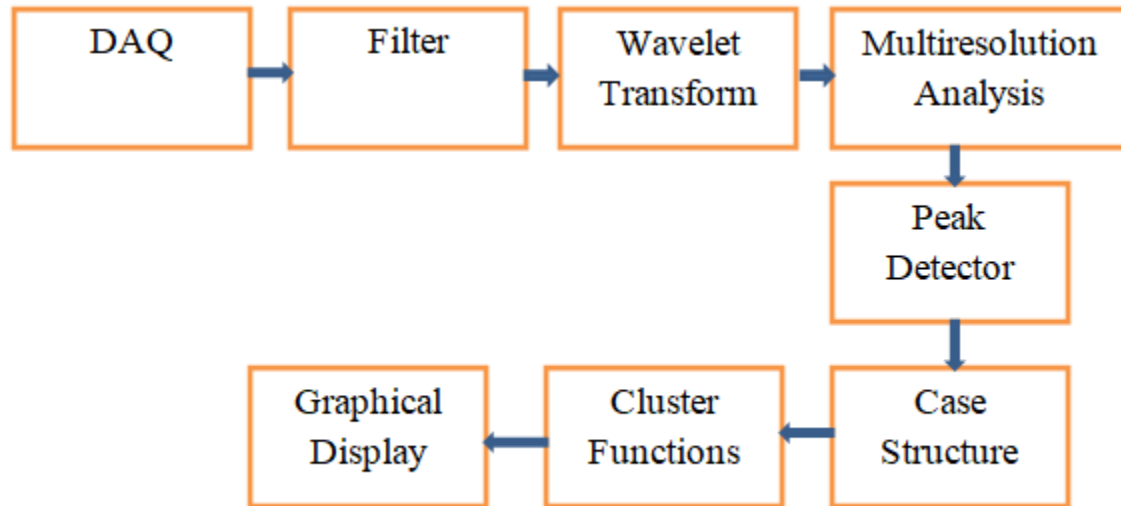 DAQ
Filter
Wavelet
Transform
Multiresolution
Analysis
Peak
Detector
Case
Structure
Cluster
Functions
Graphical
Display